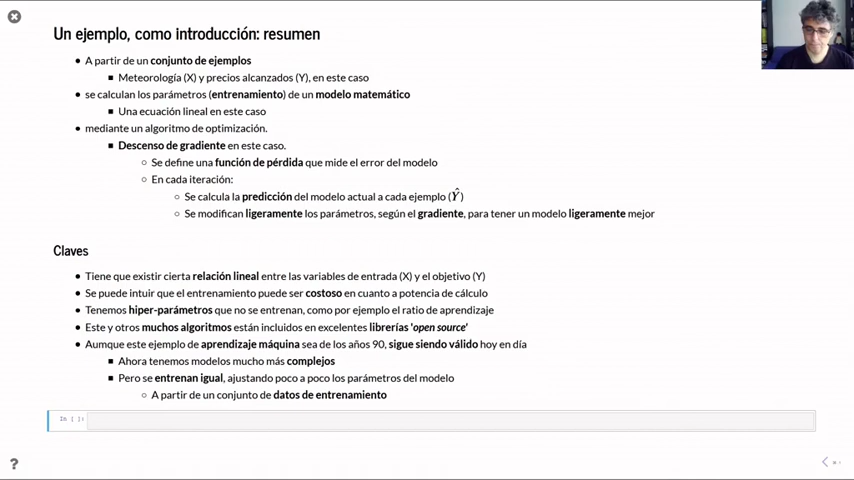 Un ejemplo, como introducción: resumen
• A partir de un conjunto de ejemplos
▪ Meteorología (X) y precios alcanzados (Y), en este caso
• se calculan los parámetros (entrenamiento) de un modelo matemático
▪ Una ecuación lineal en este caso
• mediante un algoritmo de optimización.
▪ Descenso de gradiente en este caso.
○ Se define una función de pérdida que mide el error del modelo
○ En cada iteración:
○ Se calcula la predicción del modelo actual a cada ejemplo (Ŷ)
○ Se modifican ligeramente los parámetros, según el gradiente, para tener un modelo ligeramente mejor
Claves
• Tiene que existir cierta relación lineal entre las variables de entrada (X) y el objetivo (Y)
• Se puede intuir que el entrenamiento puede ser costoso en cuanto a potencia de cálculo
• Tenemos hiper-parámetros que no se entrenan, como por ejemplo el ratio de aprendizaje
• Este y otros muchos algoritmos están incluidos en excelentes librerías 'open source'
• Aumque este ejemplo de aprendizaje máquina sea de los años 90, sigue siendo válido hoy en día
▪ Ahora tenemos modelos mucho más complejos
▪ Pero se entrenan igual, ajustando poco a poco los parámetros del modelo
○ A partir de un conjunto de datos de entrenamiento
In [ ]:
?